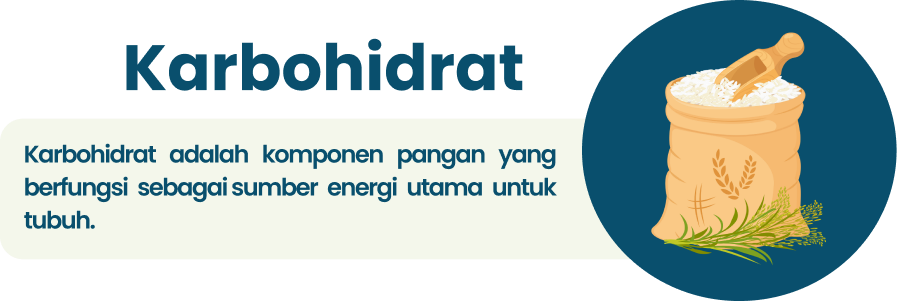 Karbohidrat
Karbohidrat adalah komponen pangan yang
berfungsi sebagai sumber energi utama untuk
tubuh.